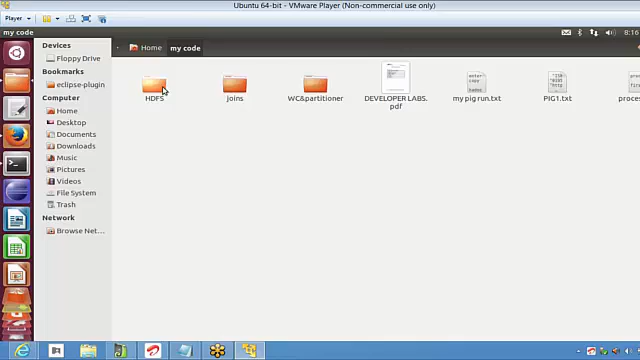 Ubuntu 64-bit - VMware Player (Non-commercial use only)
Player
my code
8:16
Devices
Floppy Drive
Bookmarks
eclipse-plugin
Computer
Home
Desktop
Documents
Downloads
Music
Pictures
Videos
File System
Trash
Network
Browse Net...
Home
my code
HDFS
joins
WC&partitioner
DEVELOPER LABS.
pdf
my pig run.txt
PIG1.txt
proces